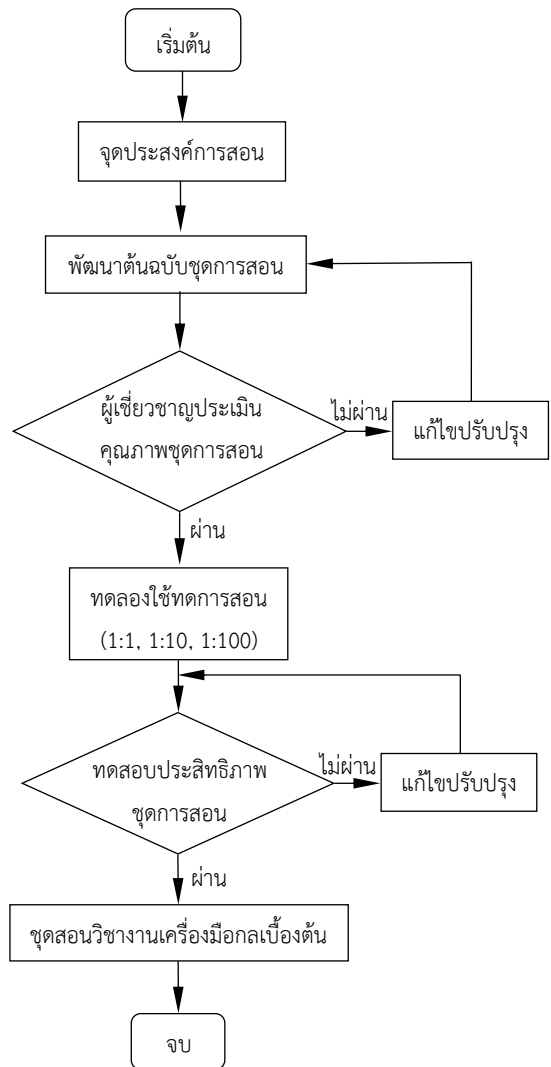 เริ่มต้น
จุดประสงค์การสอน
พัฒนาต้นฉบับชุดการสอน
ผู้เชี่ยวชาญประเมิน
คุณภาพชุดการสอน
ไม่ผ่าน
แก้ไขปรับปรุง
ผ่าน
ทดลองใช้ทดการสอน
(1:1, 1:10, 1:100)
ทดสอบประสิทธิภาพ
ชุดการสอน
ไม่ผ่าน
แก้ไขปรับปรุง
ผ่าน
ชุดสอนวิชางานเครื่องมือกลเบื้องต้น
จบ